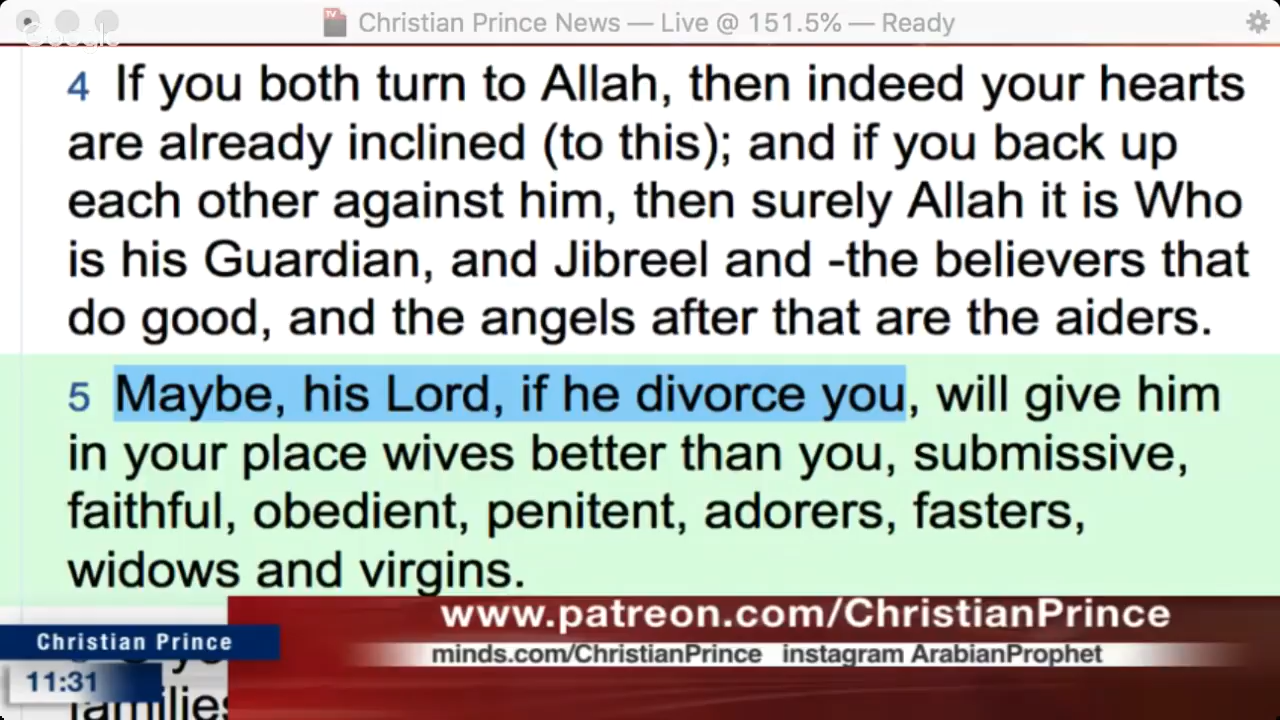 Christian Prince News — Live @ 151.5% — Ready
Google
4 If you both turn to Allah, then indeed your hearts
are already inclined (to this); and if you back up
each other against him, then surely Allah it is Who
is his Guardian, and Jibreel and -the believers that
do good, and the angels after that are the aiders.
5 Maybe, his Lord, if he divorce you, will give him
in your place wives better than you, submissive,
faithful, obedient, penitent, adorers, fasters,
widows and virgins.
www.patreon.com/ChristianPrince
Christian Prince
minds.com/ChristianPrince instagram ArabianProphet
11:31
families